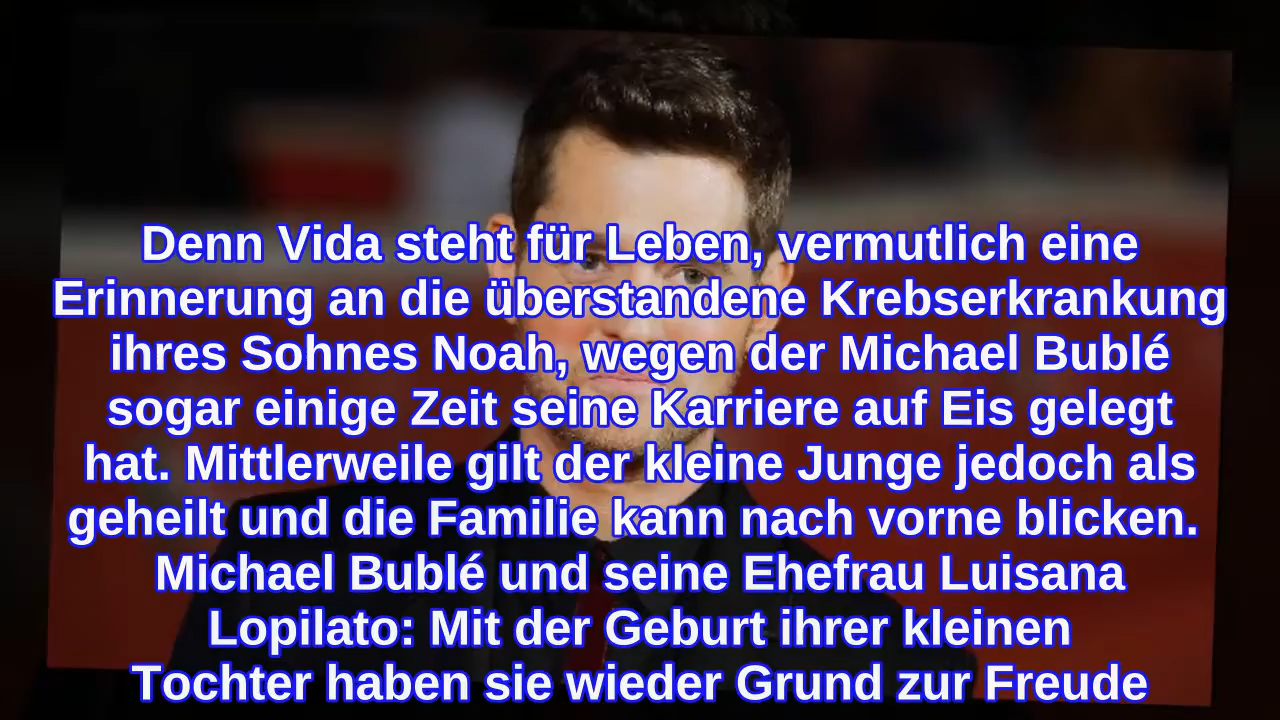 Denn Vida steht für Leben, vermutlich eine
Erinnerung an die überstandene Krebserkrankung
ihres Sohnes Noah, wegen der Michael Bublé
sogar einige Zeit seine Karriere auf Eis gelegt
hat. Mittlerweile gilt der kleine Junge jedoch als
geheilt und die Familie kann nach vorne blicken.
Michael Bublé und seine Ehefrau Luisana
Lopilato: Mit der Geburt ihrer kleinen
Tochter haben sie wieder Grund zur Freude